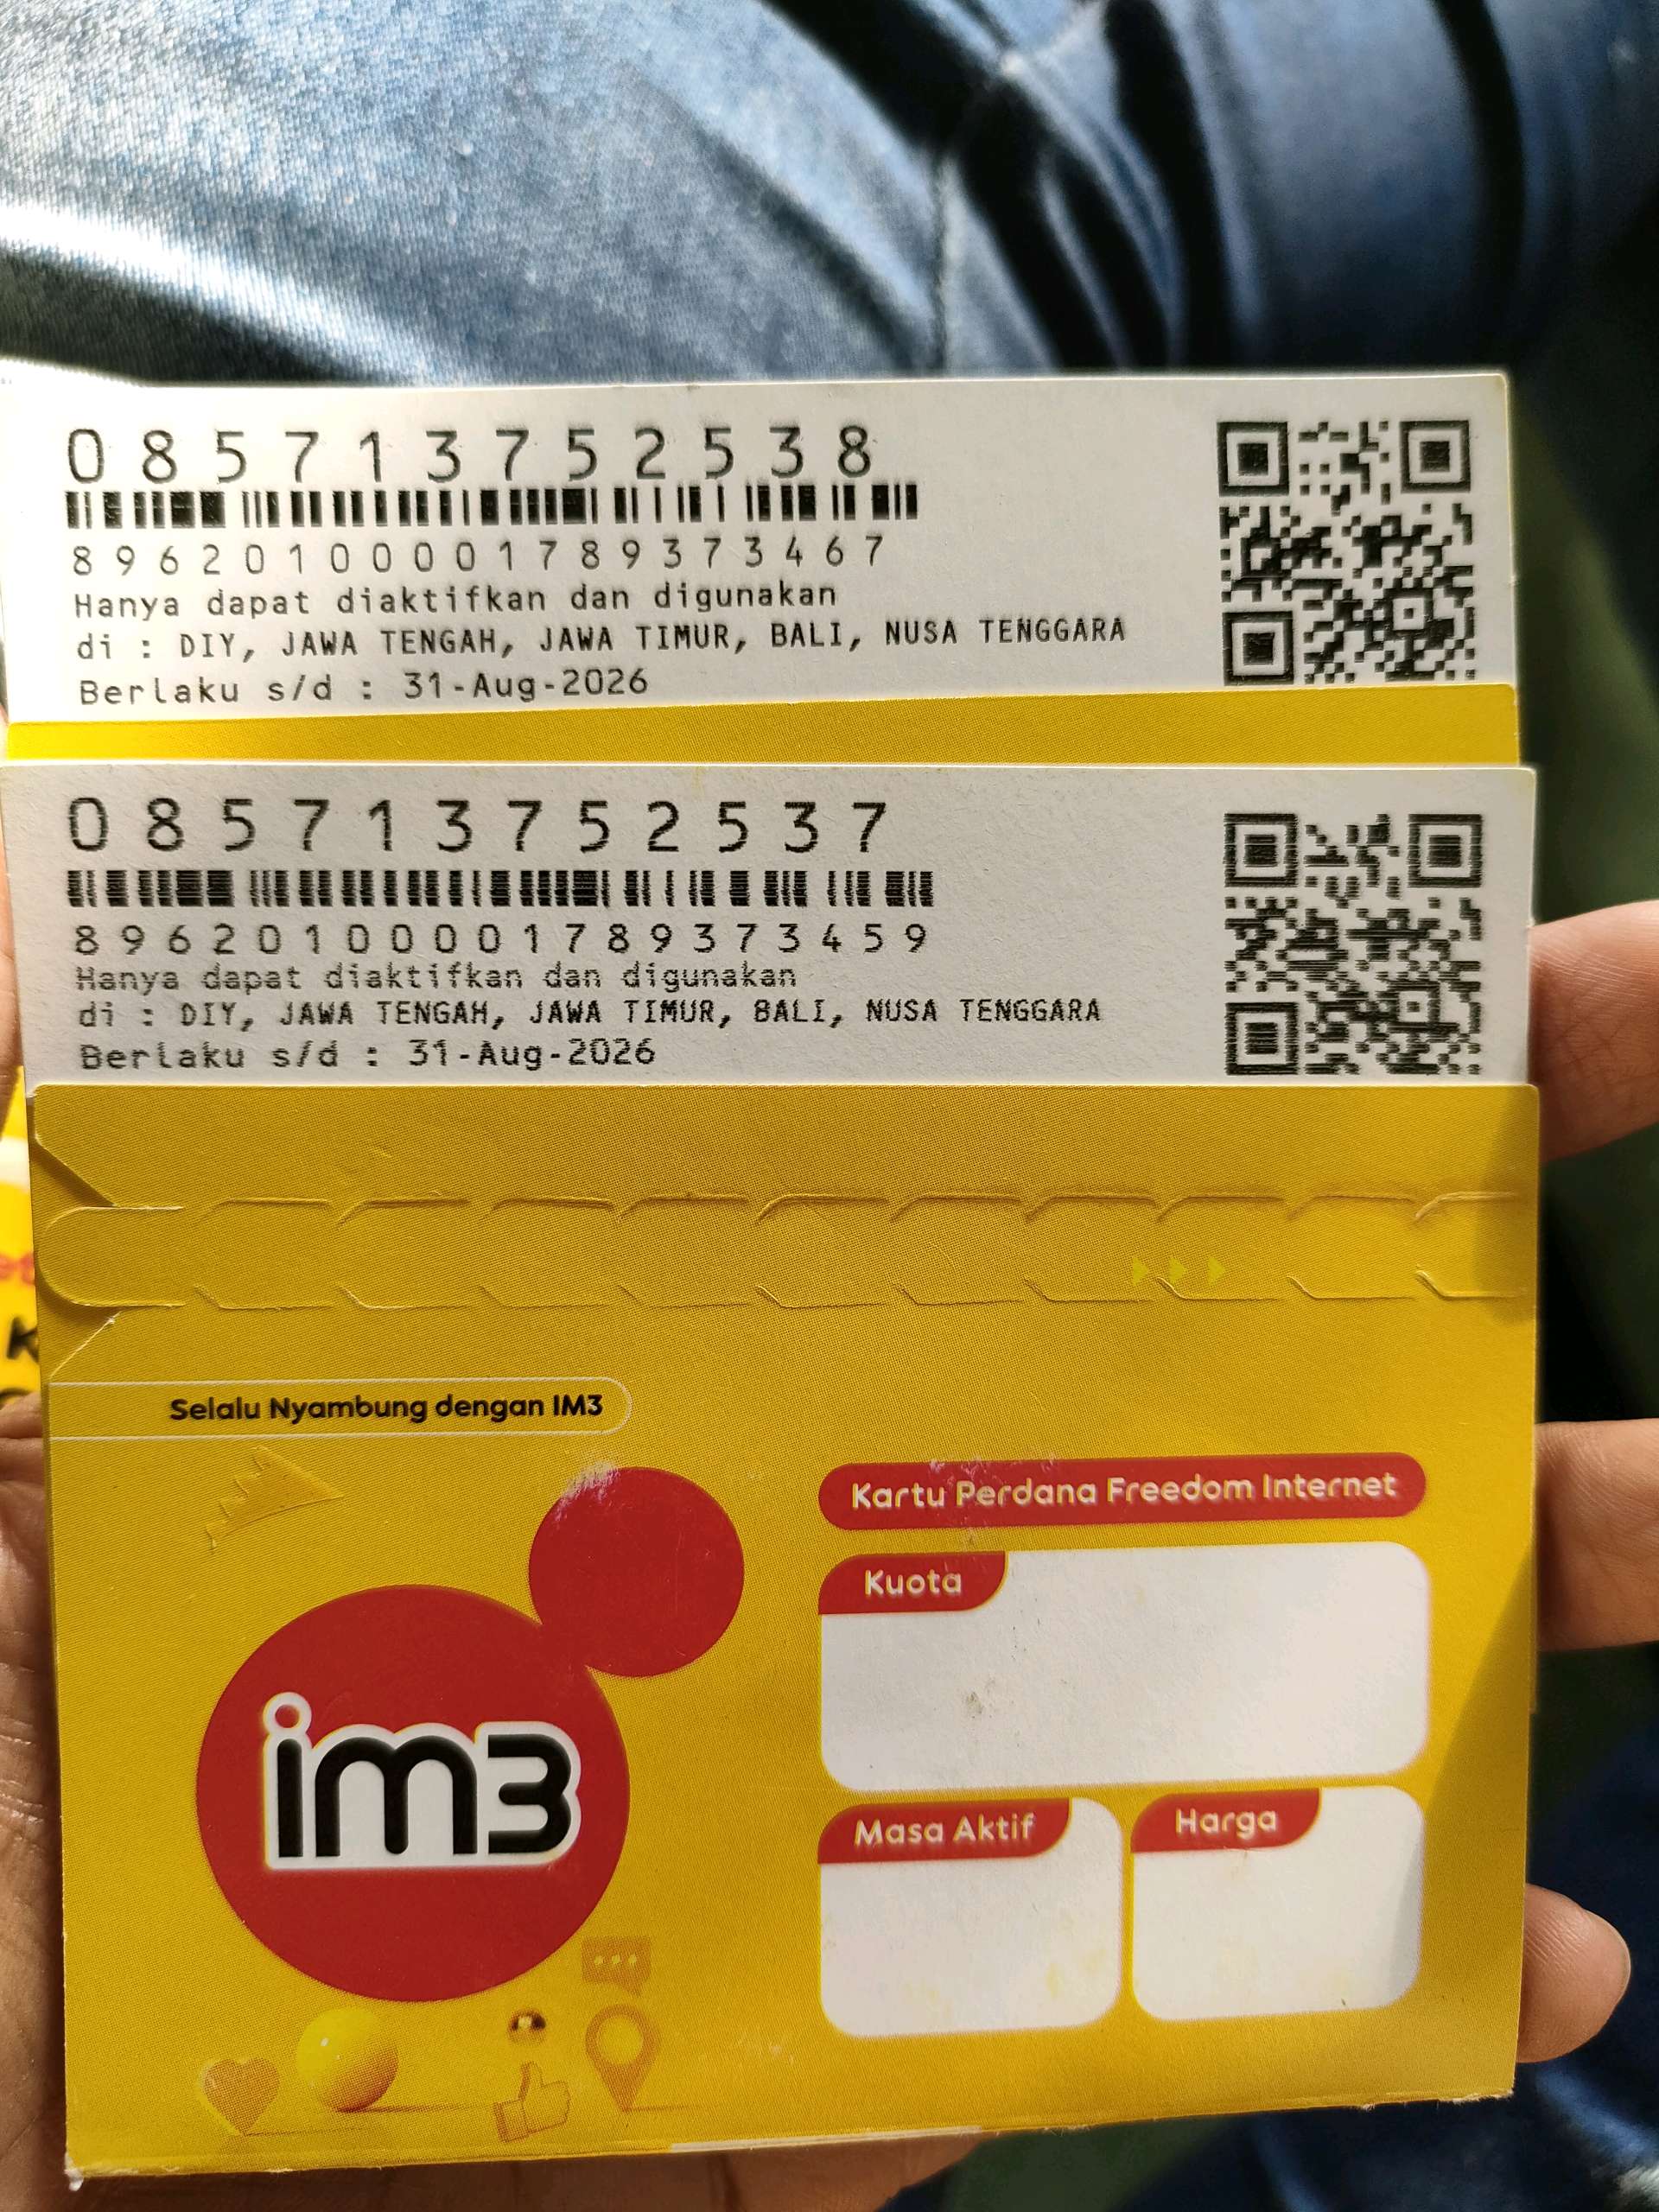 085713752538
8962010000178937 3467
Hanya dapat diaktifkan dan digunakan
di : DIY, JAWA TENGAH, JAWA TIMUR, BALI, NUSA TENGGARA
Berlaku s/d : 31-Aug-2026
085713752537
89620100001789373459
Hanya dapat diaktifkan dan digunakan
di : DIY, JAWA TENGAH, JAWA TIMUR, BALI, NUSA TENGGARA
Berlaku s/d : 31-Aug-2026
Selalu Nyambung dengan IM3
Kartu Perdana Freedom Internet
Kuota
im3
Masa Aktif
Harga